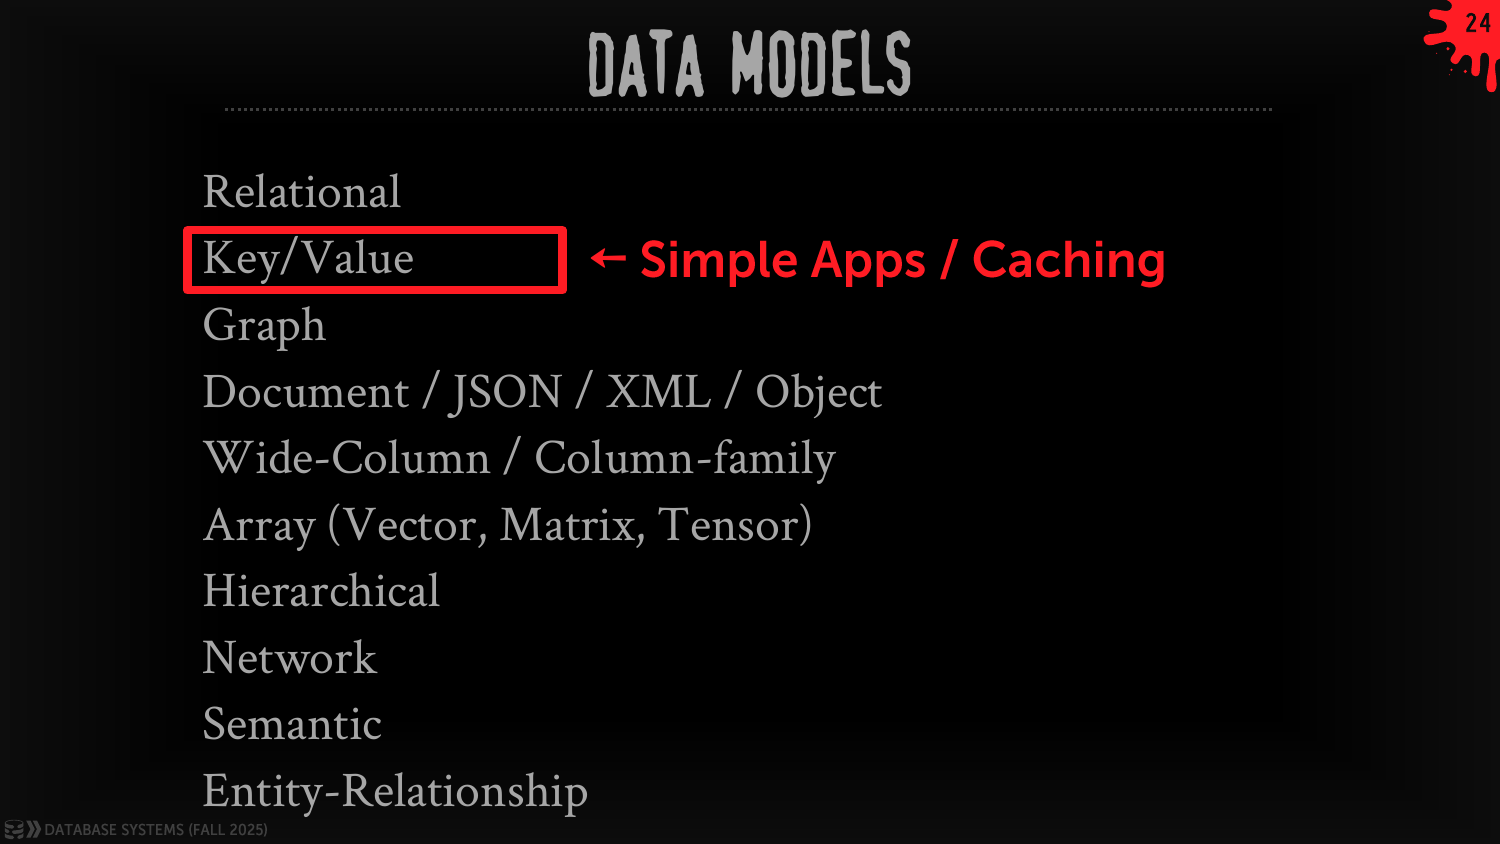 DATA MODELS
24
Relational
Key/Value
← Simple Apps / Caching
Graph
Document / JSON / XML / Object
Wide-Column / Column-family
Array (Vector, Matrix, Tensor)
Hierarchical
Network
Semantic
Entity-Relationship
DATABASE SYSTEMS (FALL 2025)